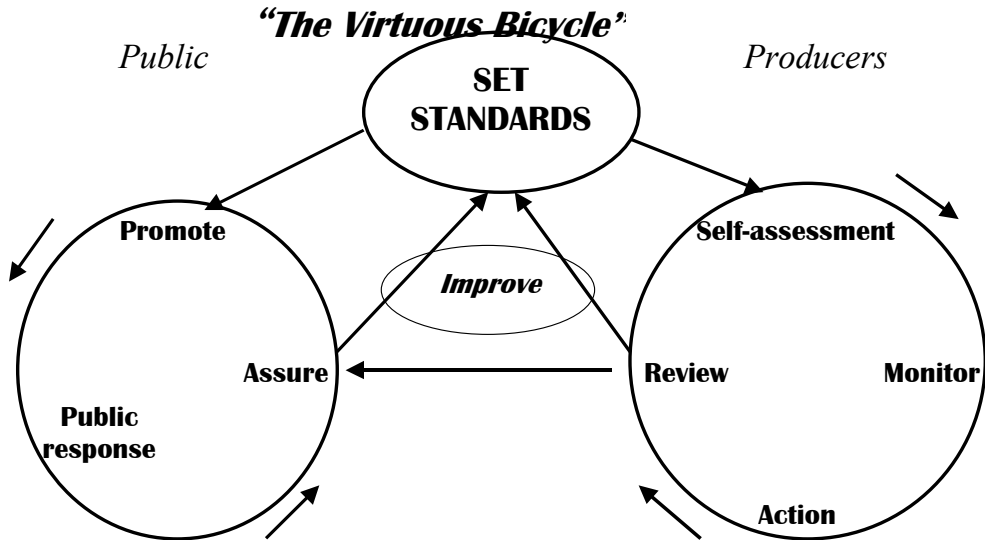 “The Virtuous Bicycle”
Public
Producers
SET
STANDARDS
Promote
Self-assessment
Improve
Assure
Review
Monitor
Public
response
Action